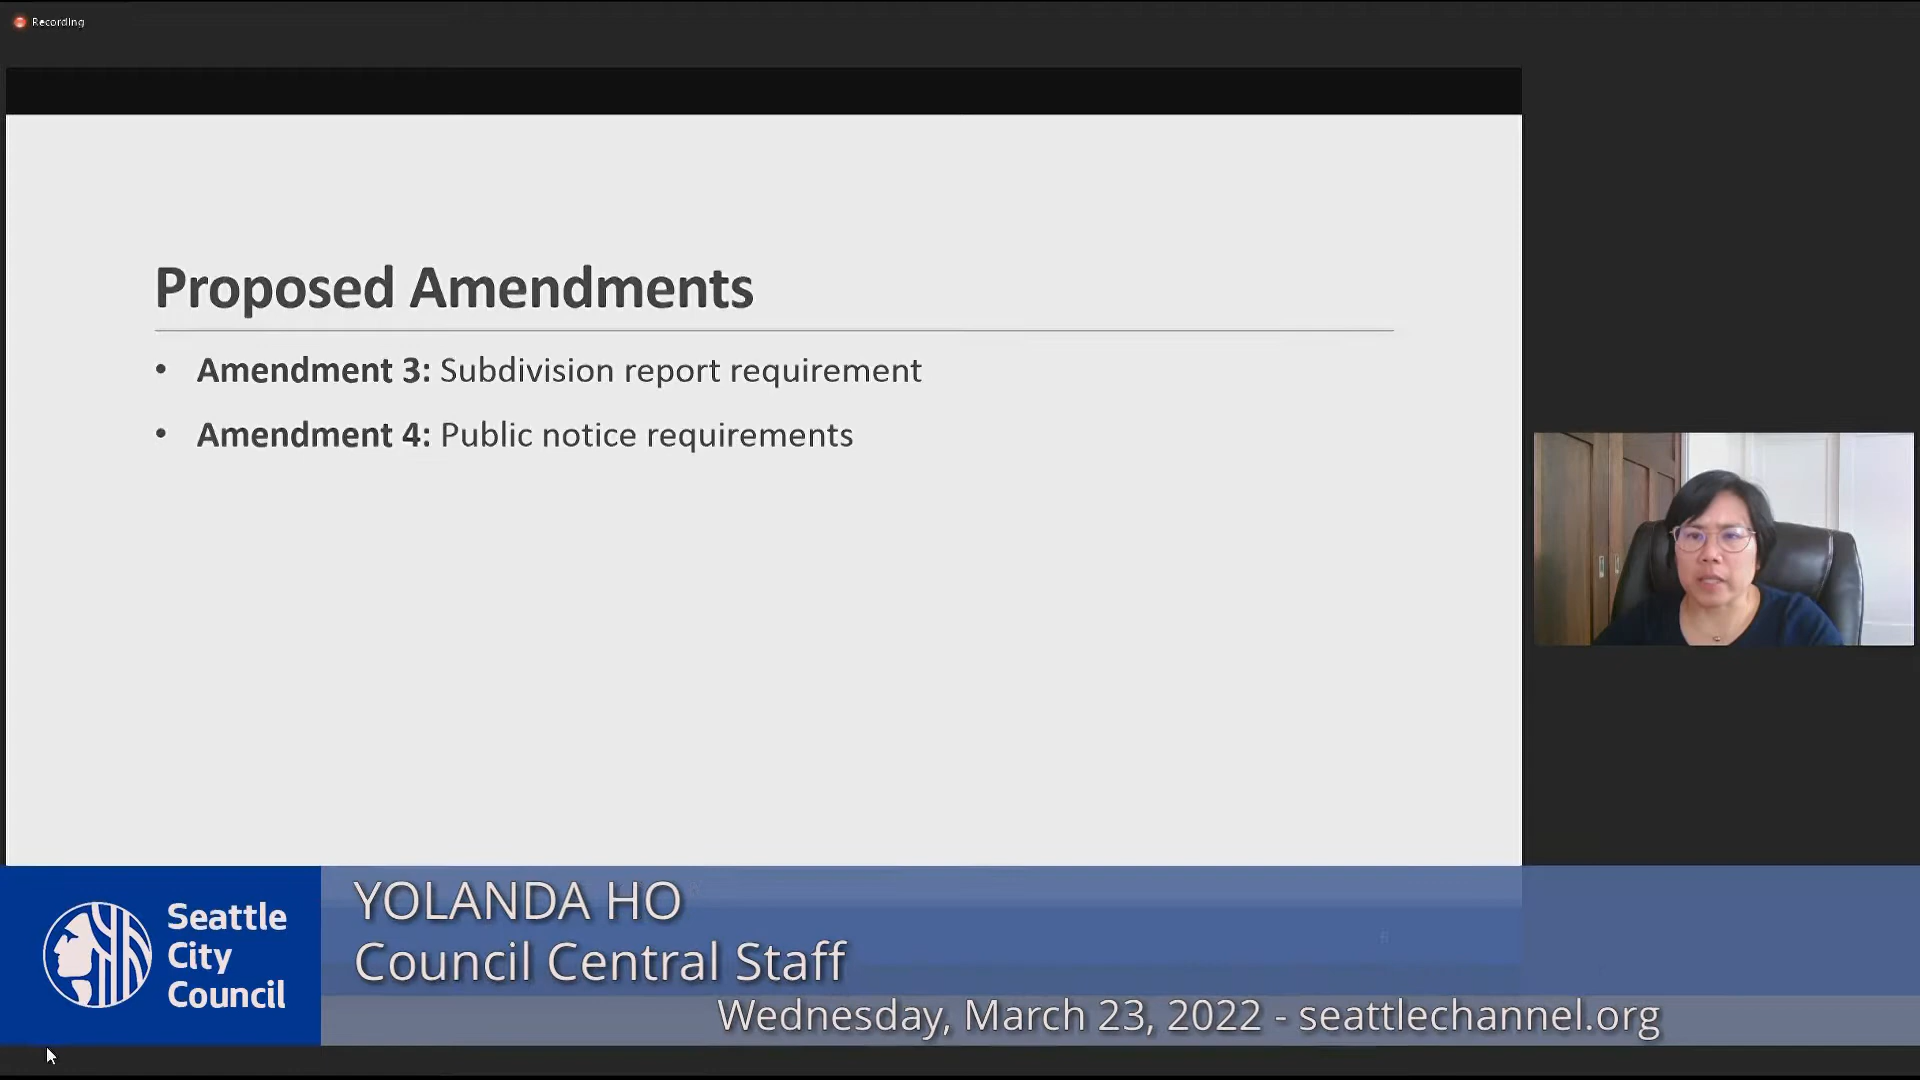 Recording
Proposed Amendments
• Amendment 3: Subdivision report requirement
• Amendment 4: Public notice requirements
Seattle
City
Council
YOLANDA HO
Council Central Staff
Wednesday, March 23, 2022 - seattlechannel.org